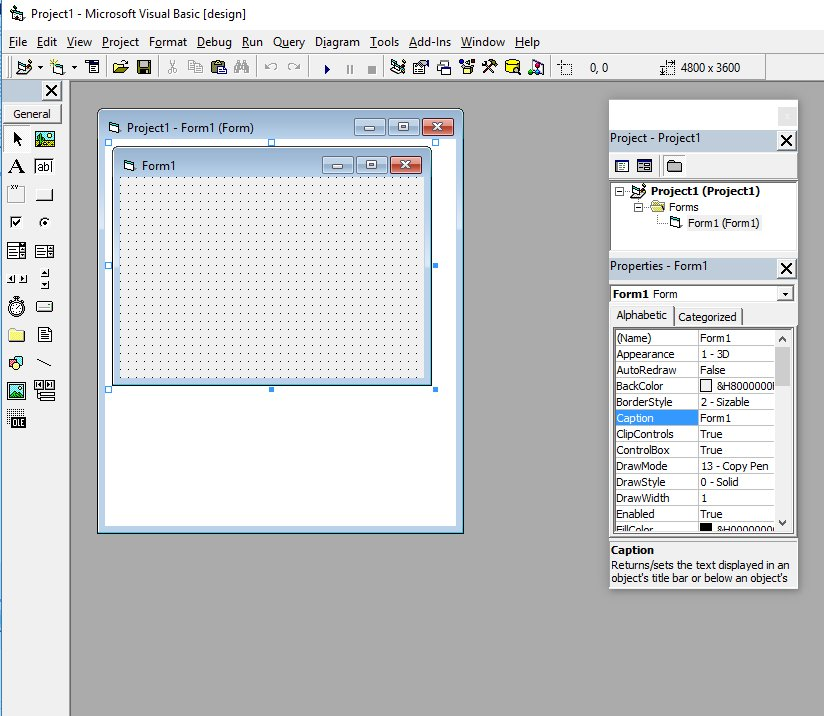 Project1 - Microsoft Visual Basic [design]
File Edit View Project Format Debug Run Query Diagram Tools Add-Ins Window Help
0, 0 4800 x 3600
General
A ab|
xy
OLE
Project1 - Form1 (Form)
Form1
Project - Project1
Project1 (Project1)
Forms
Form1 (Form1)
Properties - Form1
Form1 Form
Alphabetic Categorized
(Name) Form1
Appearance 1 - 3D
AutoRedraw False
BackColor &H8000000
BorderStyle 2 - Sizable
Caption Form1
ClipControls True
ControlBox True
DrawMode 13 - Copy Pen
DrawStyle 0 - Solid
DrawWidth 1
Enabled True
FillColor &H0000000
Caption
Returns/sets the text displayed in an
object's title bar or below an object's